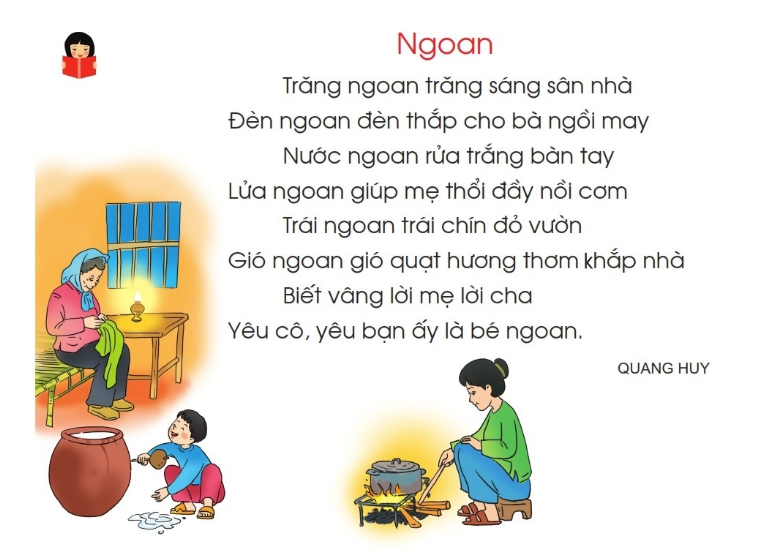 Ngoan
Trăng ngoan trăng sáng sân nhà
Đèn ngoan đèn thắp cho bà ngồi may
Nước ngoan rửa trắng bàn tay
Lửa ngoan giúp mẹ thổi đầy nồi cơm
Trái ngoan trái chín đỏ vườn
Gió ngoan gió quạt hương thơm khắp nhà
Biết vâng lời mẹ lời cha
Yêu cô, yêu bạn ấy là bé ngoan.
QUANG HUY